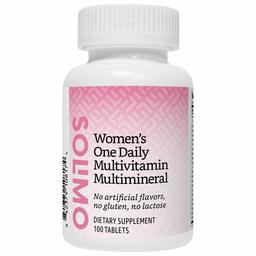 SOLIMO
Women's
One Daily
Multivitamin
Multimineral
No artificial flavors,
no gluten, no lactose
DIETARY SUPPLEMENT
100 TABLETS